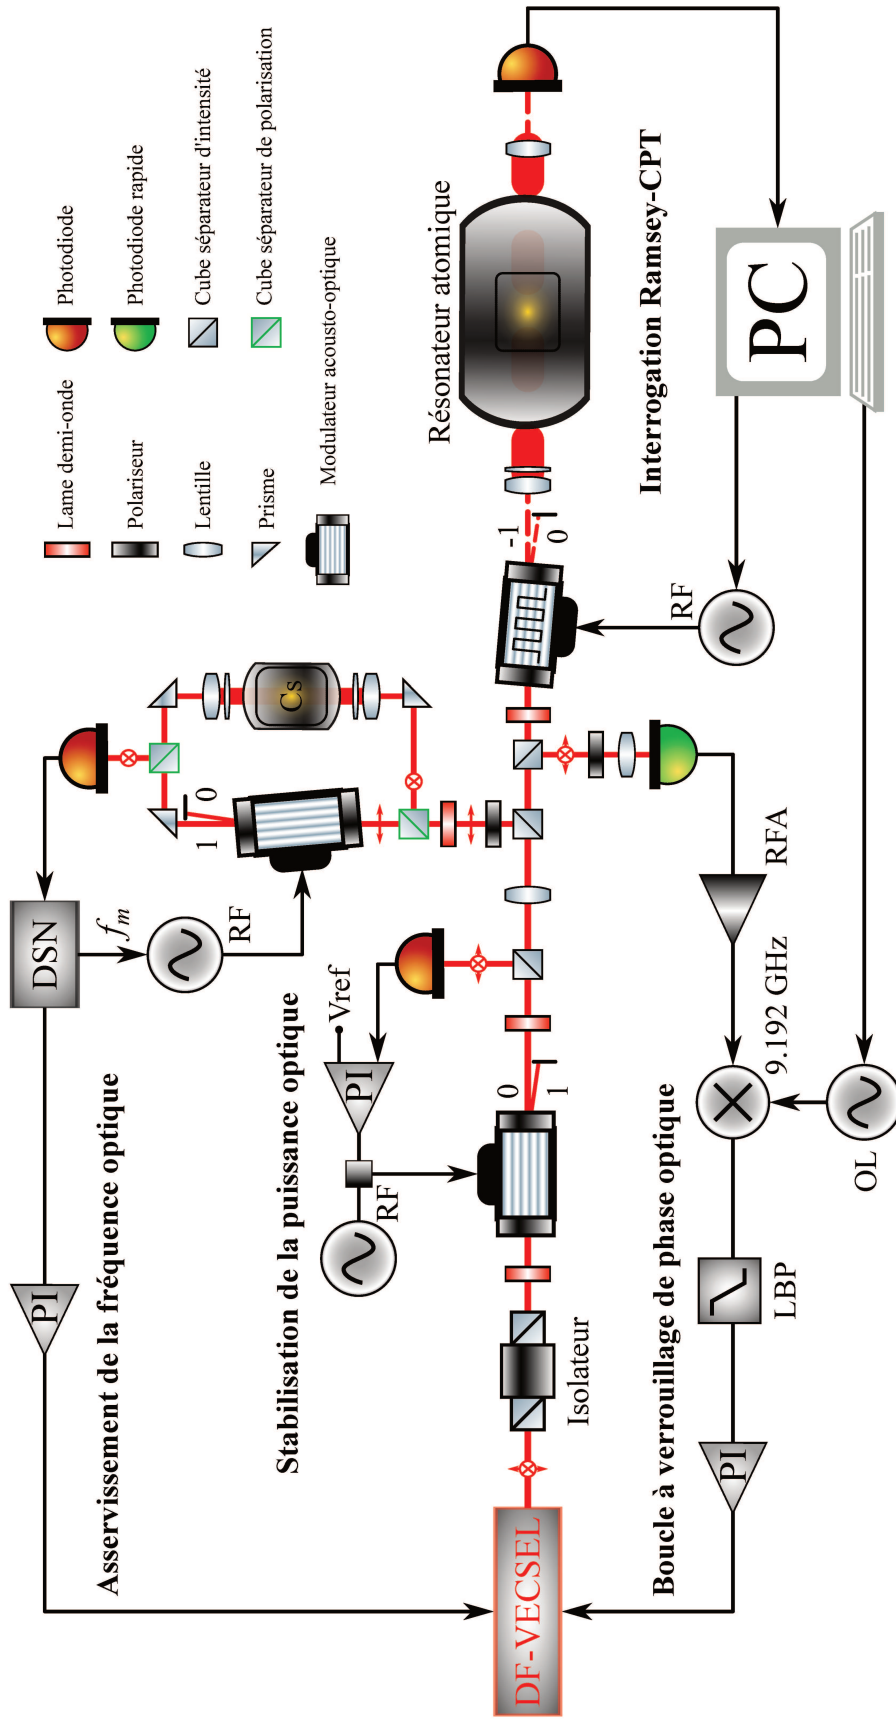 Lame demi-onde
Photodiode
Polariseur
Photodiode rapide
Lentille
Cube séparateur d'intensité
Prisme
Cube séparateur de polarisation
Modulateur acousto-optique
Asservissement de la fréquence optique
PI
DSN
fm
RF
1
0
Cs
Stabilisation de la puissance optique
PI
Vref
RF
DF-VECSEL
Isolateur
0
1
-1
0
Résonateur atomique
Interrogation Ramsey-CPT
RF
PC
Boucle à verrouillage de phase optique
PI
LBP
9.192 GHz
RFA
OL